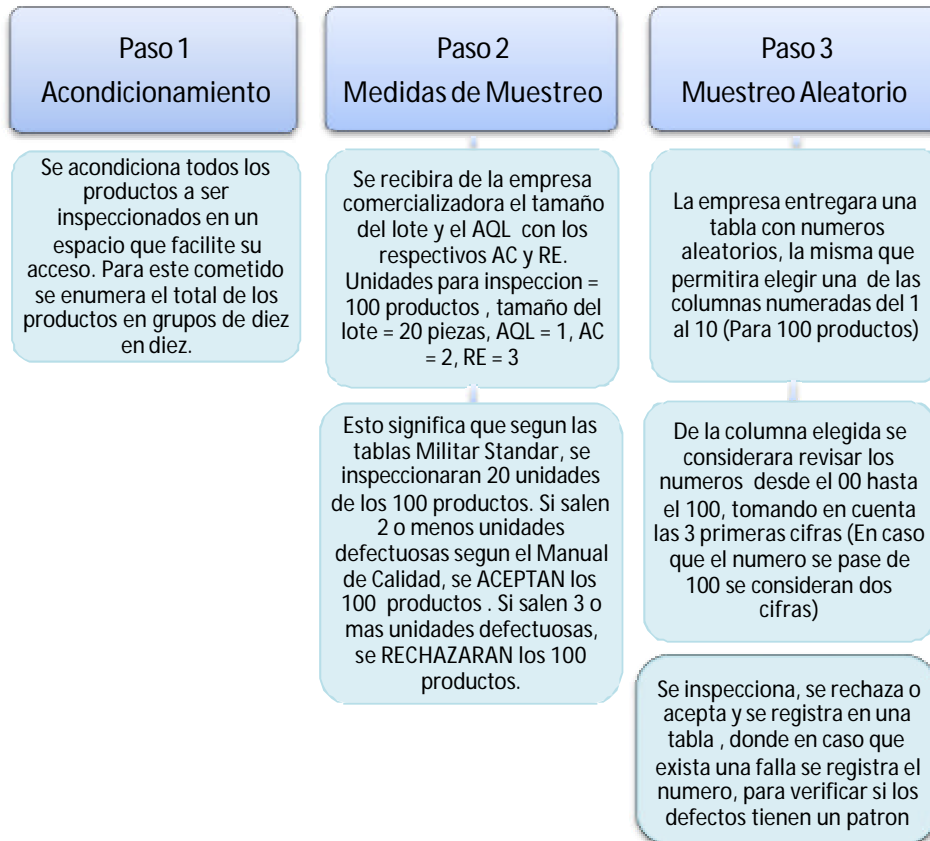 Paso 1
Acondicionamiento
Se acondiciona todos los
productos a ser
inspeccionados en un
espacio que facilite su
acceso. Para este cometido
se enumera el total de los
productos en grupos de diez
en diez.
Paso 2
Medidas de Muestreo
Se recibira de la empresa
comercializadora el tamaño
del lote y el AQL con los
respectivos AC y RE.
Unidades para inspeccion =
100 productos , tamaño del
lote = 20 piezas, AQL = 1, AC
= 2, RE = 3
Esto significa que segun las
tablas Militar Standar, se
inspeccionaran 20 unidades
de los 100 productos. Si salen
2 o menos unidades
defectuosas segun el Manual
de Calidad, se ACEPTAN los
100 productos . Si salen 3 o
mas unidades defectuosas,
se RECHAZARAN los 100
productos.
Paso 3
Muestreo Aleatorio
La empresa entregara una
tabla con numeros
aleatorios, la misma que
permitira elegir una de las
columnas numeradas del 1
al 10 (Para 100 productos)
De la columna elegida se
considerara revisar los
numeros desde el 00 hasta
el 100, tomando en cuenta
las 3 primeras cifras (En caso
que el numero se pase de
100 se consideran dos
cifras)
Se inspecciona, se rechaza o
acepta y se registra en una
tabla , donde en caso que
exista una falla se registra el
numero, para verificar si los
defectos tienen un patron